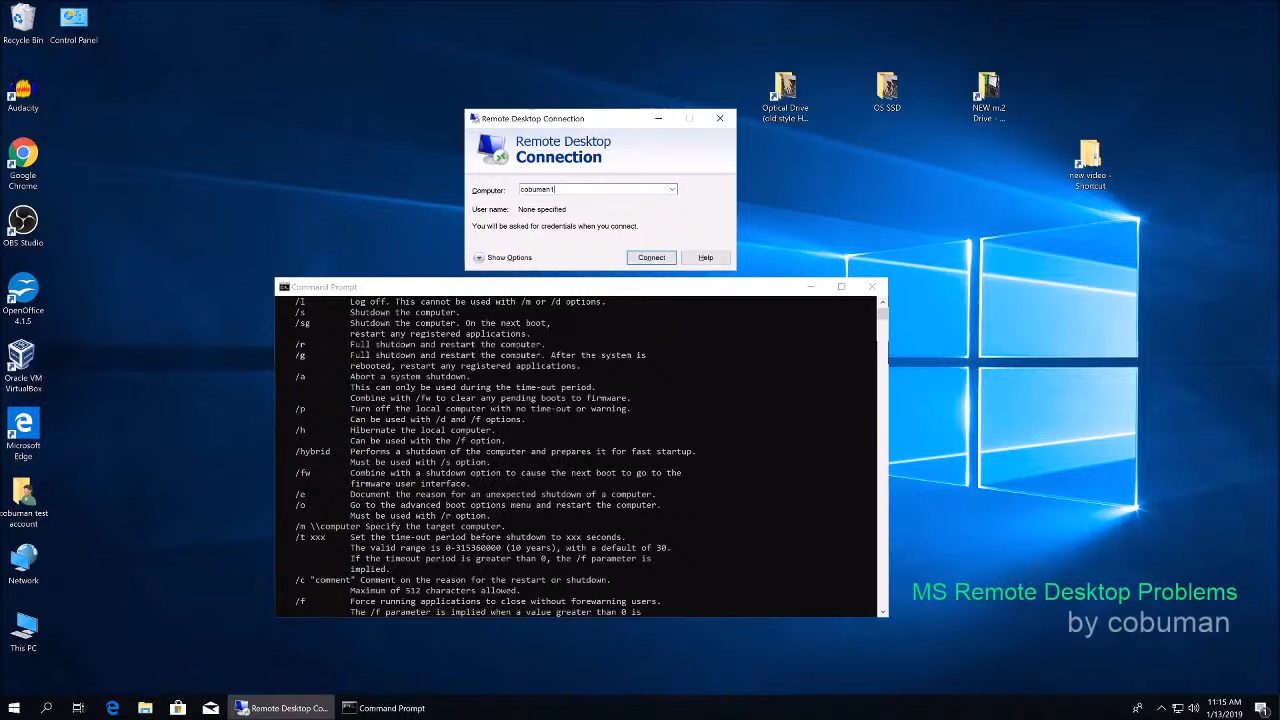 Recycle Bin
Control Panel
Audacity
Google
Chrome
OBS Studio
OpenOffice
4.1.5
Oracle VM
VirtualBox
Microsoft
Edge
cobuman test
account
Network
This PC
Optical Drive
(old style H...
OS SSD
NEW m.2
Drive - ...
new video -
Shortcut
Remote Desktop Connection
Remote Desktop
Connection
Computer: cobuman1
User name: None specified
You will be asked for credentials when you connect.
Show Options
Connect
Help
Command Prompt
/l Log off. This cannot be used with /m or /d options.
/s Shutdown the computer.
/sg Shutdown the computer. On the next boot,
restart any registered applications.
/r Full shutdown and restart the computer.
/g Full shutdown and restart the computer. After the system is
rebooted, restart any registered applications.
/a Abort a system shutdown.
This can only be used during the time-out period.
Combine with /fw to clear any pending boots to firmware.
/p Turn off the local computer with no time-out or warning.
Can be used with /d and /f options.
/h Hibernate the local computer.
Can be used with the /f option.
/hybrid Performs a shutdown of the computer and prepares it for fast startup.
Must be used with /s option.
/fw Combine with a shutdown option to cause the next boot to go to the
firmware user interface.
/e Document the reason for an unexpected shutdown of a computer.
/o Go to the advanced boot options menu and restart the computer.
Must be used with /r option.
/m \\computer Specify the target computer.
/t xxx Set the time-out period before shutdown to xxx seconds.
The valid range is 0-315360000 (10 years), with a default of 30.
If the timeout period is greater than 0, the /f parameter is
implied.
/c "comment" Comment on the reason for the restart or shutdown.
Maximum of 512 characters allowed.
/f Force running applications to close without forewarning users.
The /f parameter is implied when a value greater than 0 is
MS Remote Desktop Problems
by cobuman
Remote Desktop Co...
Command Prompt
11:15 AM
1/13/2019